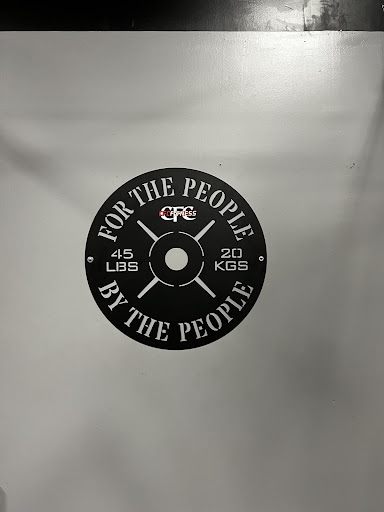 FOR THE PEOPLE
CFC
FITNESS
45
LBS
20
KGS
BY THE PEOPLE